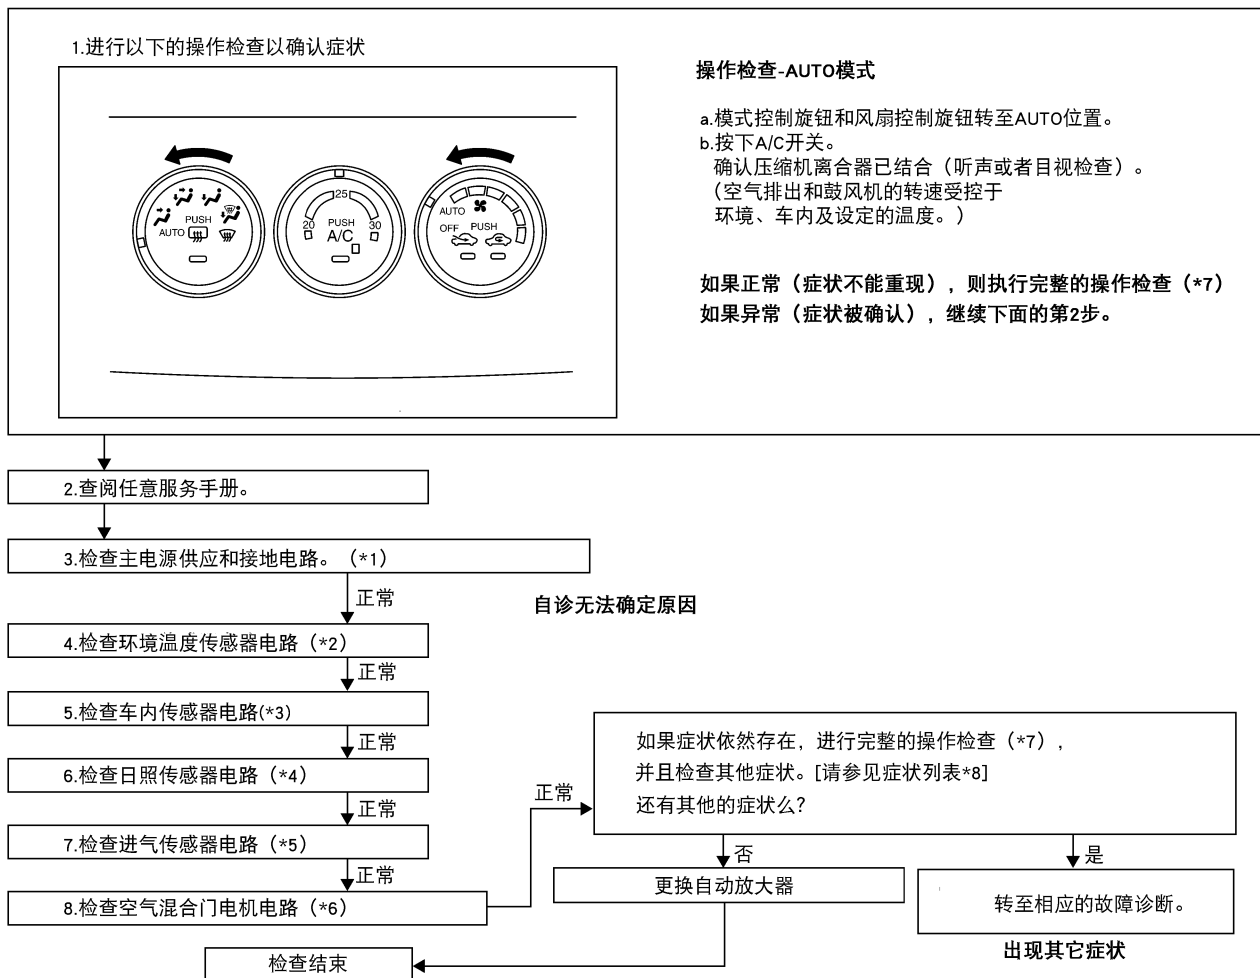 1.进行以下的操作检查以确认症状
操作检查-AUTO模式
a.模式控制旋钮和风扇控制旋钮转至AUTO位置。
b.按下A/C开关。
确认压缩机离合器已结合（听声或者目视检查）。
（空气排出和鼓风机的转速受控于
环境、车内及设定的温度。）
如果正常（症状不能重现），则执行完整的操作检查（*7）
如果异常（症状被确认），继续下面的第2步。
PUSH
AUTO
25
20
PUSH
30
A/C
AUTO
OFF
PUSH
2.查阅任意服务手册。
3.检查主电源供应和接地电路。（*1）
正常
自诊无法确定原因
4.检查环境温度传感器电路（*2）
正常
5.检查车内传感器电路(*3)
正常
6.检查日照传感器电路（*4）
正常
7.检查进气传感器电路（*5）
正常
8.检查空气混合门电机电路（*6）
正常
如果症状依然存在，进行完整的操作检查（*7），
并且检查其他症状。[请参见症状列表*8]
还有其他的症状么？
否
是
更换自动放大器
转至相应的故障诊断。
出现其它症状
检查结束